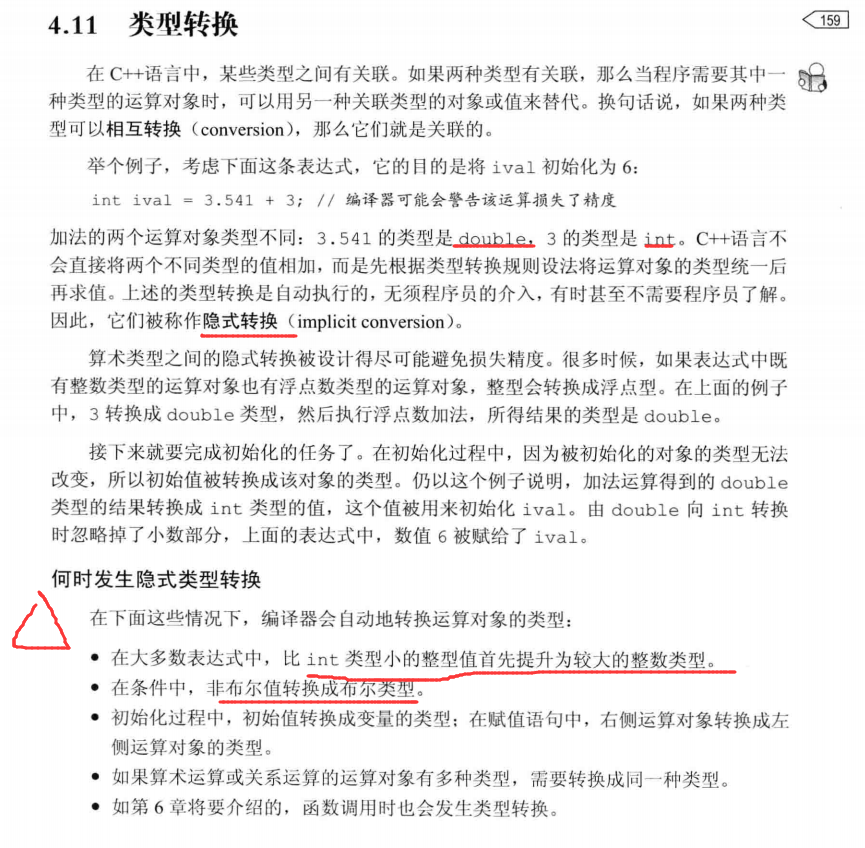 4.11 类型转换
159
在 C++语言中，某些类型之间有关联。如果两种类型有关联，那么当程序需要其中一
种类型的运算对象时，可以用另一种关联类型的对象或值来替代。换句话说，如果两种类
型可以相互转换（conversion），那么它们就是关联的。
举个例子，考虑下面这条表达式，它的目的是将 ival 初始化为 6：
int ival = 3.541 + 3; // 编译器可能会警告该运算损失了精度
加法的两个运算对象类型不同：3.541 的类型是 double，3 的类型是 int。C++语言不
会直接将两个不同类型的值相加，而是先根据类型转换规则设法将运算对象的类型统一后
再求值。上述的类型转换是自动执行的，无须程序员的介入，有时甚至不需要程序员了解。
因此，它们被称作隐式转换（implicit conversion）。
算术类型之间的隐式转换被设计得尽可能避免损失精度。很多时候，如果表达式中既
有整数类型的运算对象也有浮点数类型的运算对象，整型会转换成浮点型。在上面的例子
中，3 转换成 double 类型，然后执行浮点数加法，所得结果的类型是 double。
接下来就要完成初始化的任务了。在初始化过程中，因为被初始化的对象的类型无法
改变，所以初始值被转换成该对象的类型。仍以这个例子说明，加法运算得到的 double
类型的结果转换成 int 类型的值，这个值被用来初始化 ival。由 double 向 int 转换
时忽略掉了小数部分，上面的表达式中，数值 6 被赋给了 ival。
何时发生隐式类型转换
在下面这些情况下，编译器会自动地转换运算对象的类型：
• 在大多数表达式中，比 int 类型小的整型值首先提升为较大的整数类型。
• 在条件中，非布尔值转换成布尔类型。
• 初始化过程中，初始值转换成变量的类型；在赋值语句中，右侧运算对象转换成左
侧运算对象的类型。
• 如果算术运算或关系运算的运算对象有多种类型，需要转换成同一种类型。
• 如第 6 章将要介绍的，函数调用时也会发生类型转换。